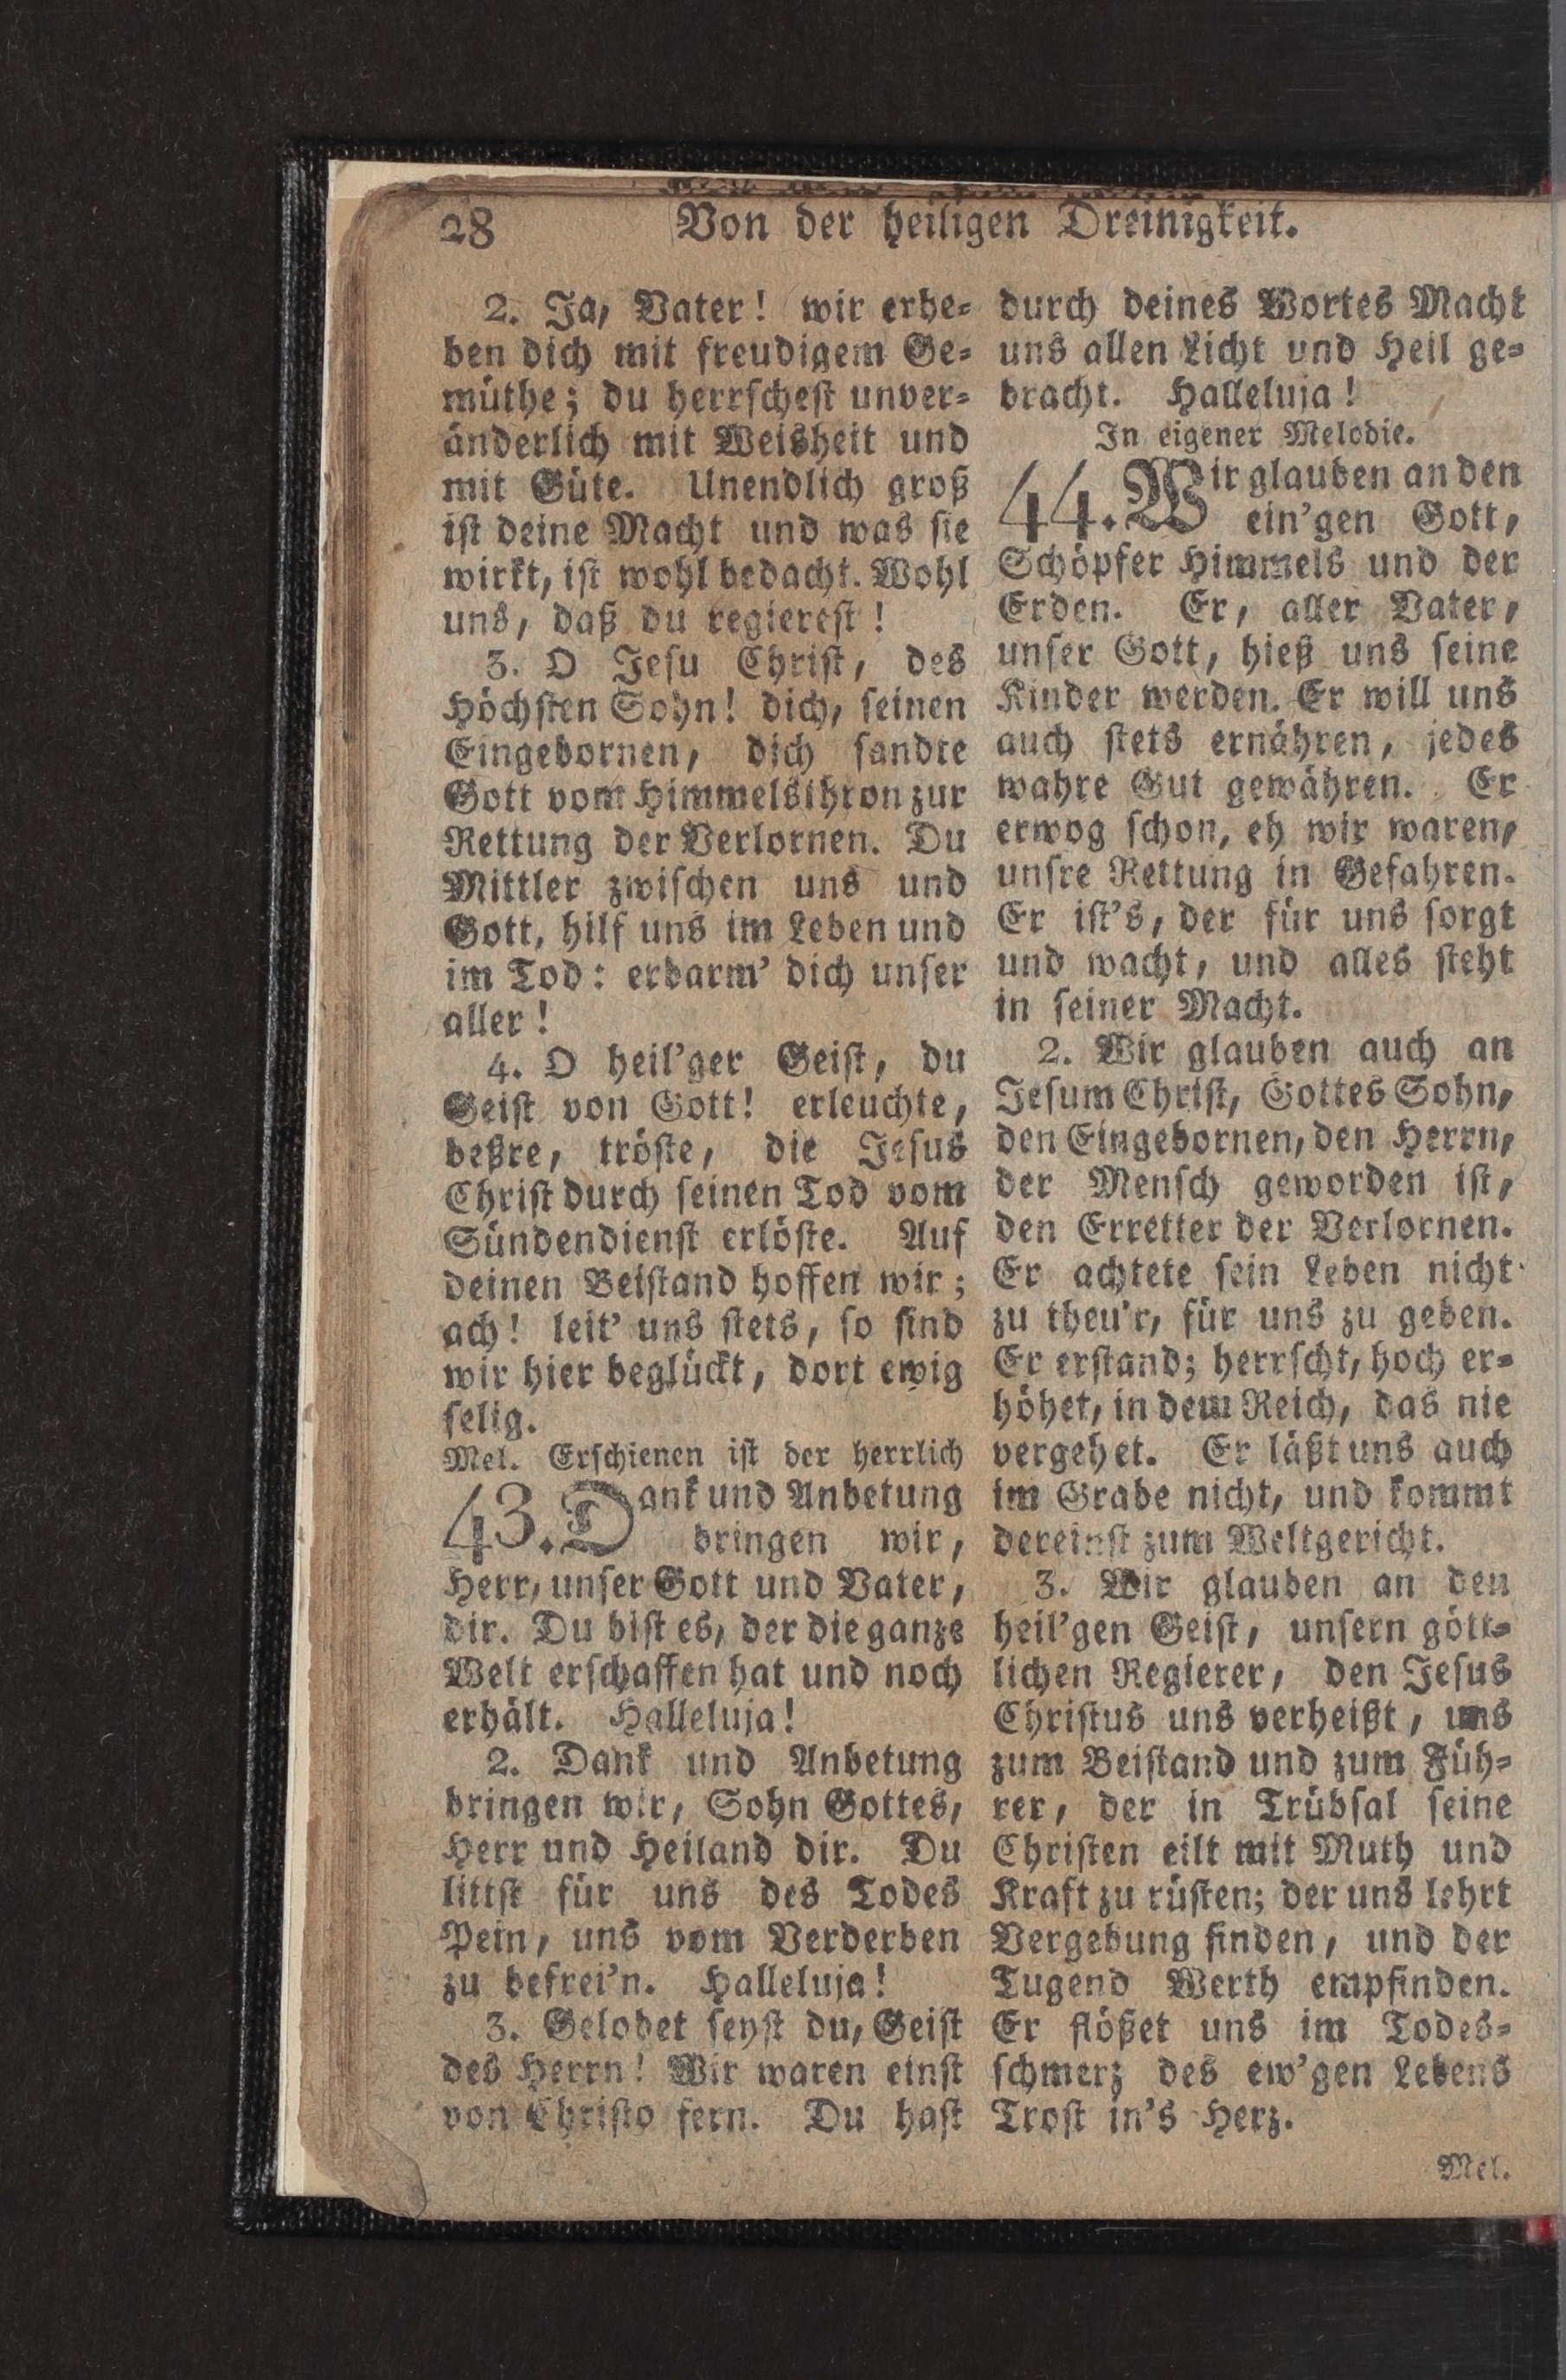 28 Von der heiligen Dreinigkeit.
2. Ja, Vater! wir erhe-
ben dich mit freudigem Ge-
müthe; du herrschest unver-
änderlich mit Weisheit und
mit Güte. Unendlich groß
ist deine Macht und was sie
wirkt, ist wohl bedacht. Wohl
uns, daß du regierest!
3. O Jesu Christ, des
Höchsten Sohn! dich, seinen
Eingebornen, dich sandte
Gott vom Himmelsthron zur
Rettung der Verlornen. Du
Mittler zwischen uns und
Gott, hilf uns im Leben und
im Tod: erbarm' dich unser
aller!
4. O heil'ger Geist, du
Geist von Gott! erleuchte,
beßre, tröste, die Jesus
Christ durch seinen Tod vom
Sündendienst erlöste. Auf
deinen Beistand hoffen wir;
ach! leit' uns stets, so sind
wir hier beglückt, dort ewig
selig.
Mel. Erschienen ist der herrlich
43. Dank und Anbetung
bringen wir,
Herr, unser Gott und Vater,
dir. Du bist es, der die ganze
Welt erschaffen hat und noch
erhält. Halleluja!
2. Dank und Anbetung
bringen wir, Sohn Gottes,
Herr und Heiland dir. Du
littst für uns des Todes
Pein, uns vom Verderben
zu befrei'n. Halleluja!
3. Gelobet seyst du, Geist
des Herrn! Wir waren einst
von Christo fern. Du hast
durch deines Wortes Macht
uns allen Licht und Heil ge-
bracht. Halleluja!
In eigener Melodie.
44. Wir glauben an den
ein'gen Gott,
Schöpfer Himmels und der
Erden. Er, aller Vater,
unser Gott, hieß uns seine
Kinder werden. Er will uns
auch stets ernähren, jedes
wahre Gut gewähren. Er
erwog schon, eh wir waren,
unsre Rettung in Gefahren.
Er ist's, der für uns sorgt
und wacht, und alles steht
in seiner Macht.
2. Wir glauben auch an
Jesum Christ, Gottes Sohn,
den Eingebornen, den Herrn,
der Mensch geworden ist,
den Erretter der Verlornen.
Er achtete sein Leben nicht
zu theu'r, für uns zu geben.
Er erstand; herrscht, hoch er-
höhet, in dem Reich, das nie
vergehet. Er läßt uns auch
im Grabe nicht, und kommt
dereinst zum Weltgericht.
3. Wir glauben an den
heil'gen Geist, unsern gött-
lichen Regierer, den Jesus
Christus uns verheißt, uns
zum Beistand und zum Füh-
rer, der in Trübsal seine
Christen eilt mit Muth und
Kraft zu rüsten; der uns lehrt
Vergebung finden, und der
Tugend Werth empfinden.
Er flößet uns im Todes-
schmerz des ew'gen Lebens
Trost in's Herz.
Mel.